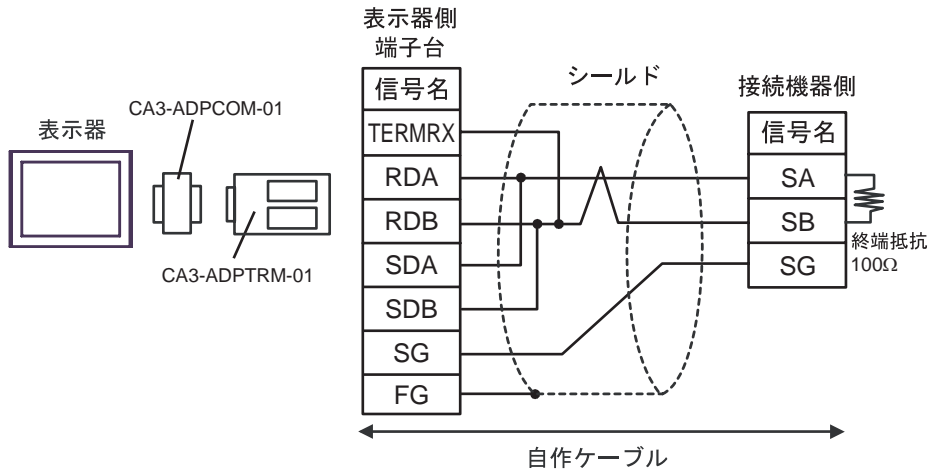 表示器側
端子台
信号名
TERMRX
RDA
RDB
SDA
SDB
SG
FG
シールド
接続機器側
信号名
SA
SB
SG
終端抵抗
100Ω
表示器
CA3-ADPCOM-01
CA3-ADPTRM-01
自作ケーブル